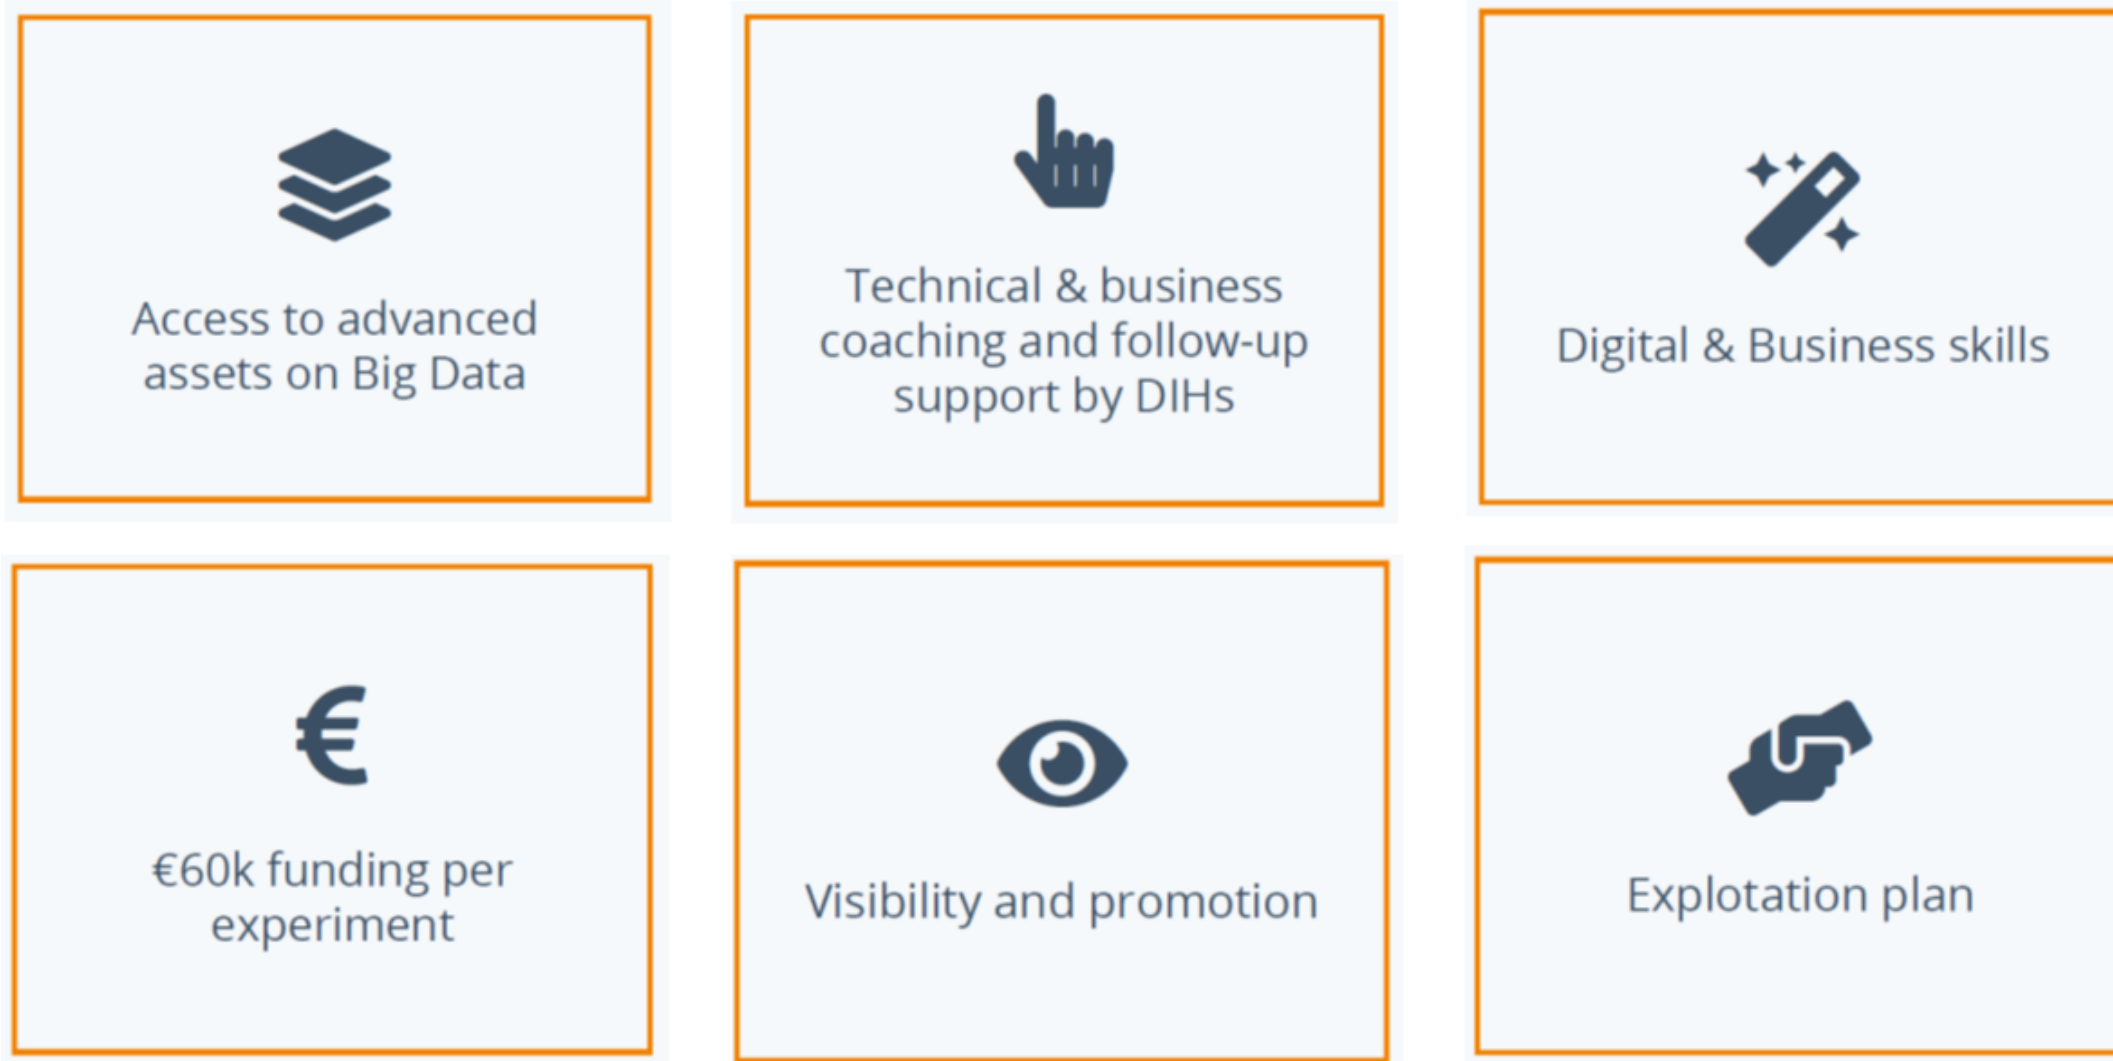 Access to advanced
assets on Big Data
Technical & business
coaching and follow-up
support by DIHs
Digital & Business skills
€
€60k funding per
experiment
Visibility and promotion
Explotation plan